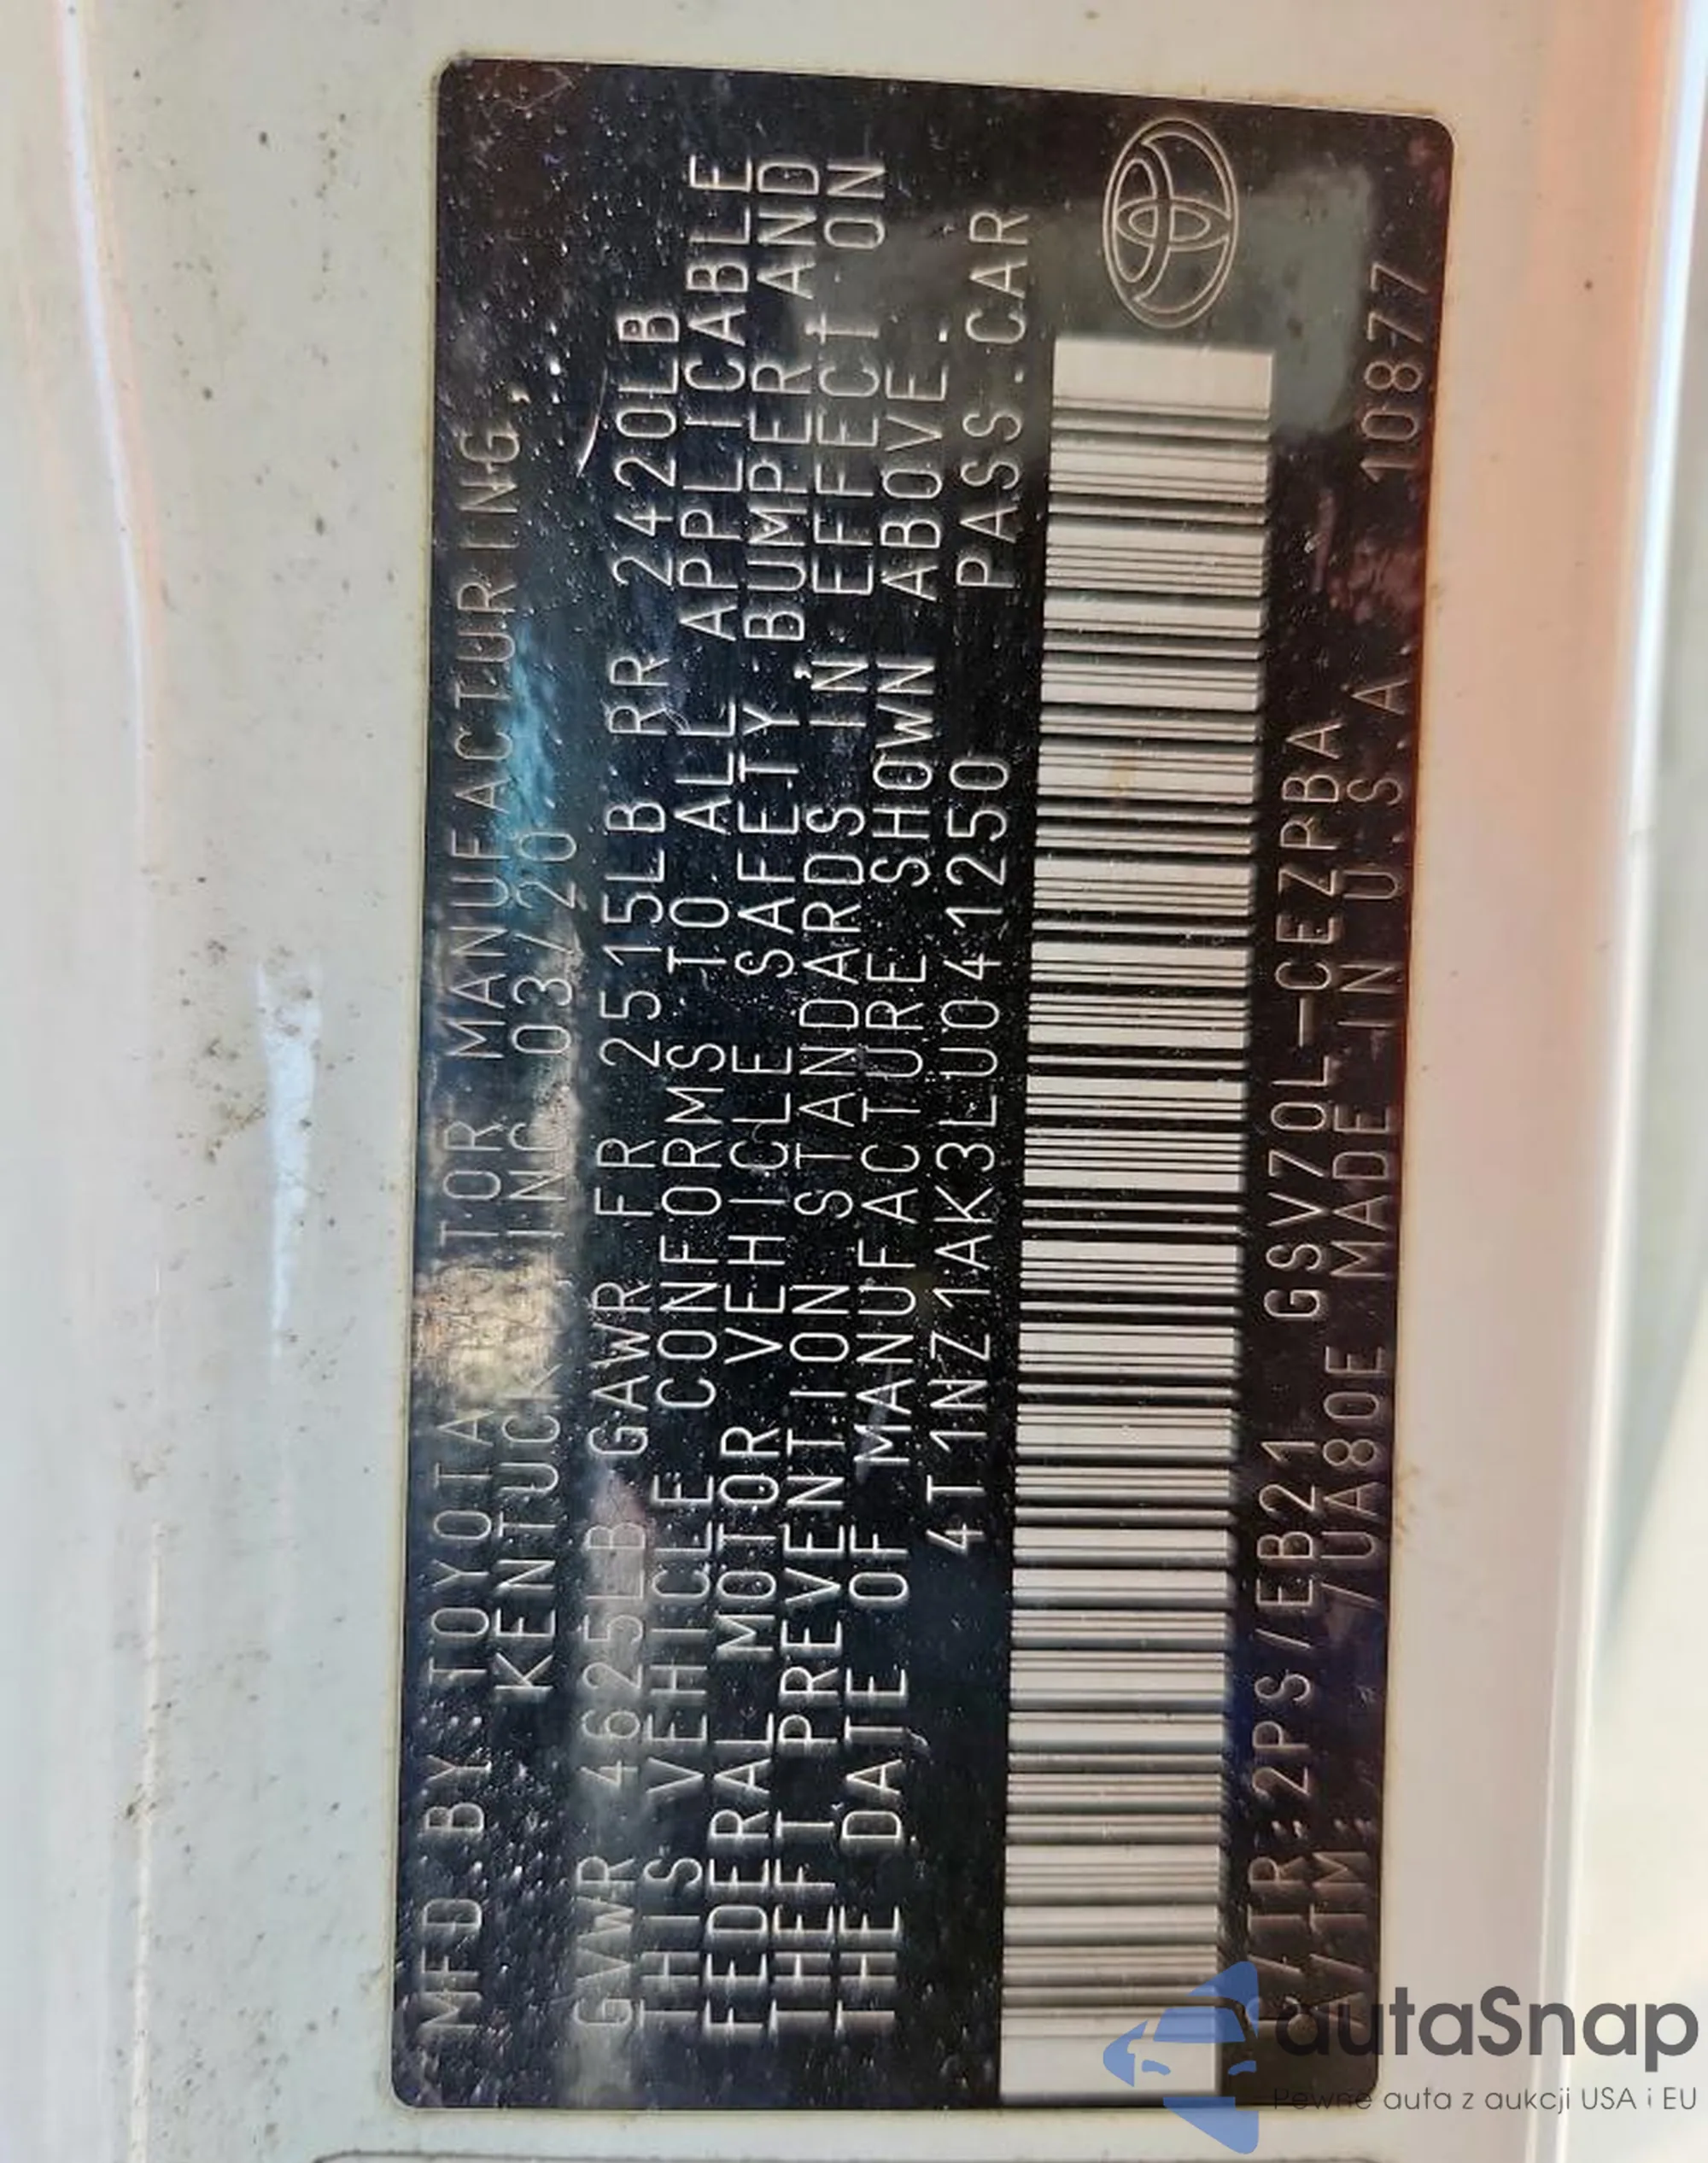 MFD BY:TOYOTA MOTOR MANUFACTURING,
KENTUCKY INC 03/20
GVWR 4625LB GAWR FR 2515LB RR 2420LB
THIS VEHICLE CONFORMS TO ALL APPLICABLE
FEDERAL MOTOR VEHICLE SAFETY,BUMPER AND
THEFT PREVENTION STANDARDS IN EFFECT ON
THE DATE OF MANUFACTURE SHOWN ABOVE.
4T1NZ1AK3LU041250 PASS.CAR
C/TR:2PS/EB21 GSV70L-CEZPBA
A/TM: /UA80E MADE IN U.S.A 10877
autaSnap
Pewne auta z aukcji USA i EU